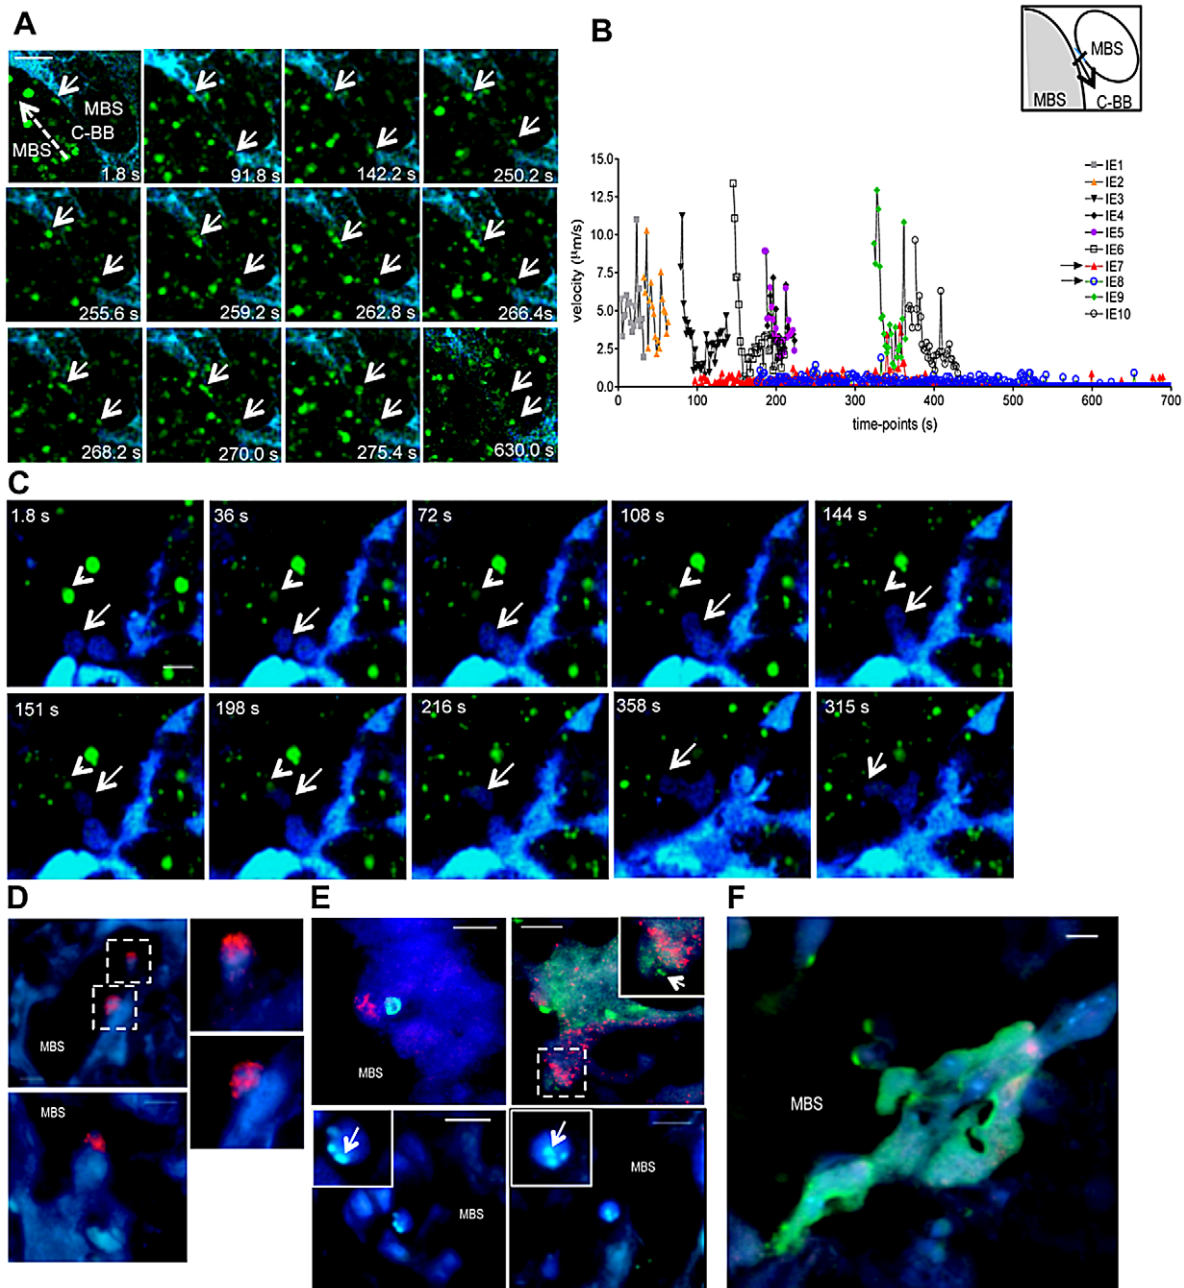 A
MBS
C-BB
MBS
1.8 s
91.8 s
142.2 s
250.2 s
255.6 s
259.2 s
262.8 s
266.4s
268.2 s
270.0 s
275.4 s
630.0 s
B
MBS
MBS
C-BB
velocity (µm/s)
15.0
12.5
10.0
7.5
5.0
2.5
0.0
0
100
200
300
400
500
600
700
time-points (s)
IE1
IE2
IE3
IE4
IE5
IE6
IE7
IE8
IE9
IE10
C
1.8 s
36 s
72 s
108 s
144 s
151 s
198 s
216 s
358 s
315 s
D
MBS
MBS
E
MBS
MBS
MBS
F
MBS